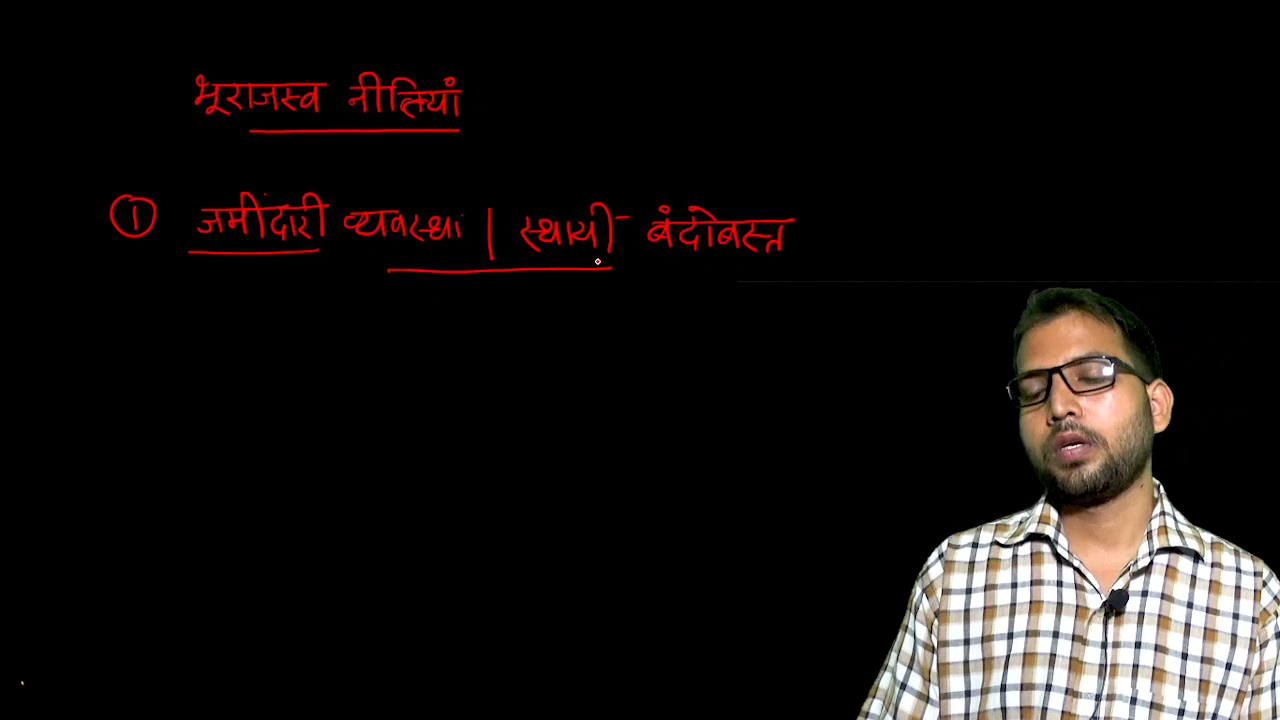 भूराजस्व नीतियां
① जमींदारी व्यवस्था | स्थायी बंदोबस्त